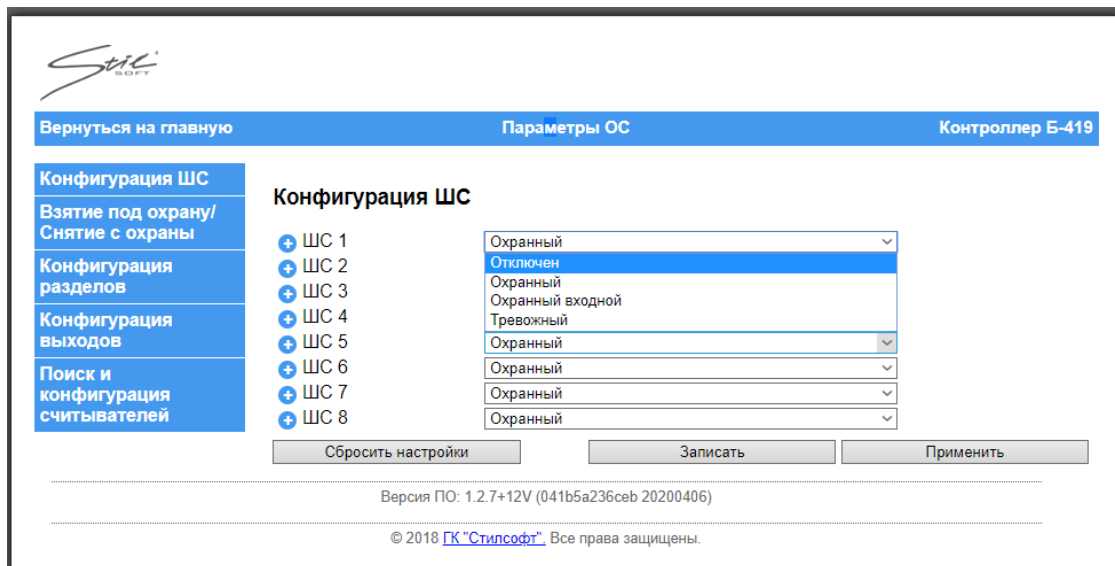 Stil
SOFT
Вернуться на главную
Параметры ОС
Контроллер Б-419
Конфигурация ШС
Взятие под охрану/
Снятие с охраны
Конфигурация
разделов
Конфигурация
выходов
Поиск и
конфигурация
считывателей
Конфигурация ШС
ШС 1 Охранный
Отключен
Охранный
Охранный входной
Тревожный
ШС 2
ШС 3
ШС 4
ШС 5 Охранный
ШС 6 Охранный
ШС 7 Охранный
ШС 8 Охранный
Сбросить настройки
Записать
Применить
Версия ПО: 1.2.7+12V (041b5a236ceb 20200406)
© 2018 ГК "Стилсофт". Все права защищены.